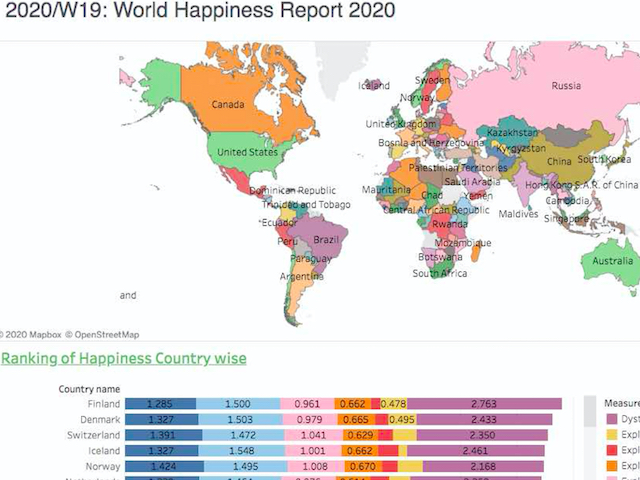 2020/W19: World Happiness Report 2020
Iceland
Sweden
Russia
Canada
Norway
United Kingdom
Kazakhstan
United States
Bosnia and Herzegovina
Kyrgyzstan
China
South Korea
Palestinian Territories
Saudi Arabia
Hong Kong S.A.R. of China
Dominican Republic
Mauritania
Chad
Yemen
Cambodia
Trinidad and Tobago
Central African Republic
Maldives
Singapore
Ecuador
Rwanda
Peru
Brazil
Mozambique
Paraguay
Botswana
Australia
Argentina
South Africa
and
© 2020 Mapbox © OpenStreetMap
Ranking of Happiness Country wise
Country name
Finland 1.285 1.500 0.961 0.662 0.478 2.763
Measure
Denmark 1.327 1.503 0.979 0.665 0.495 2.433
Dyst
Switzerland 1.391 1.472 1.041 0.629 2.350
Expl
Iceland 1.327 1.548 1.001 0.662 2.461
Expl
Norway 1.424 1.495 1.008 0.670 2.168
Expl